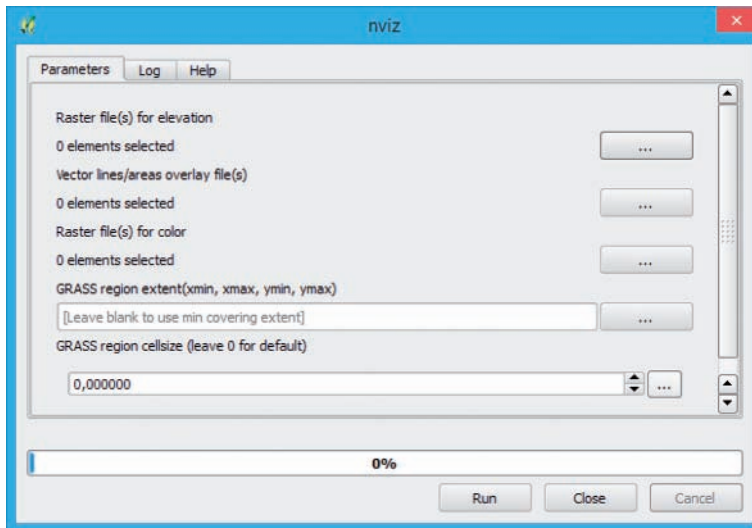 nviz
Parameters Log Help
Raster file(s) for elevation
0 elements selected ...
Vector lines/areas overlay file(s)
0 elements selected ...
Raster file(s) for color
0 elements selected ...
GRASS region extent(xmin, xmax, ymin, ymax)
[Leave blank to use min covering extent] ...
GRASS region cellsize (leave 0 for default)
0,000000 ...
0%
Run Close Cancel